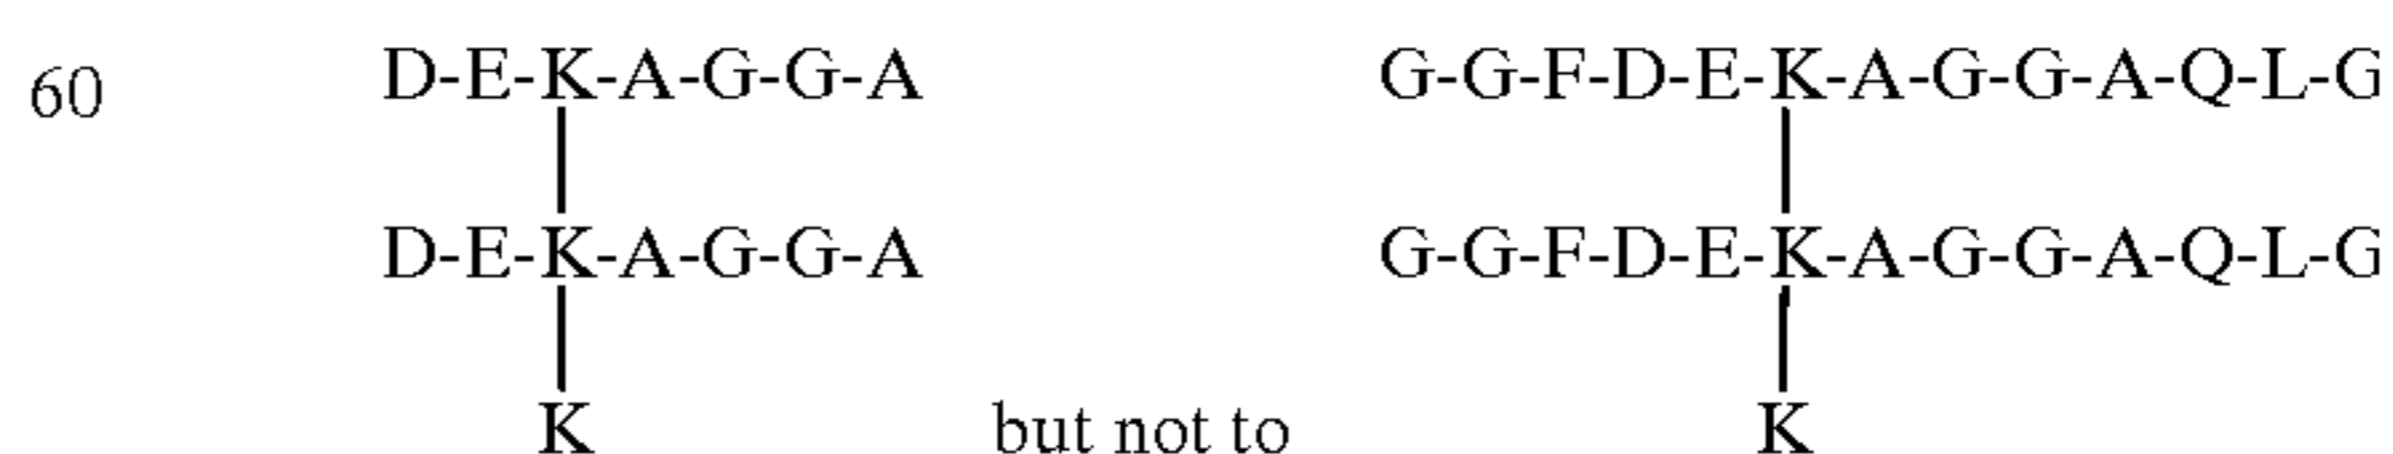 60 D-E-K-A-G-G-A G-G-F-D-E-K-A-G-G-A-Q-L-G
D-E-K-A-G-G-A G-G-F-D-E-K-A-G-G-A-Q-L-G
K but not to K